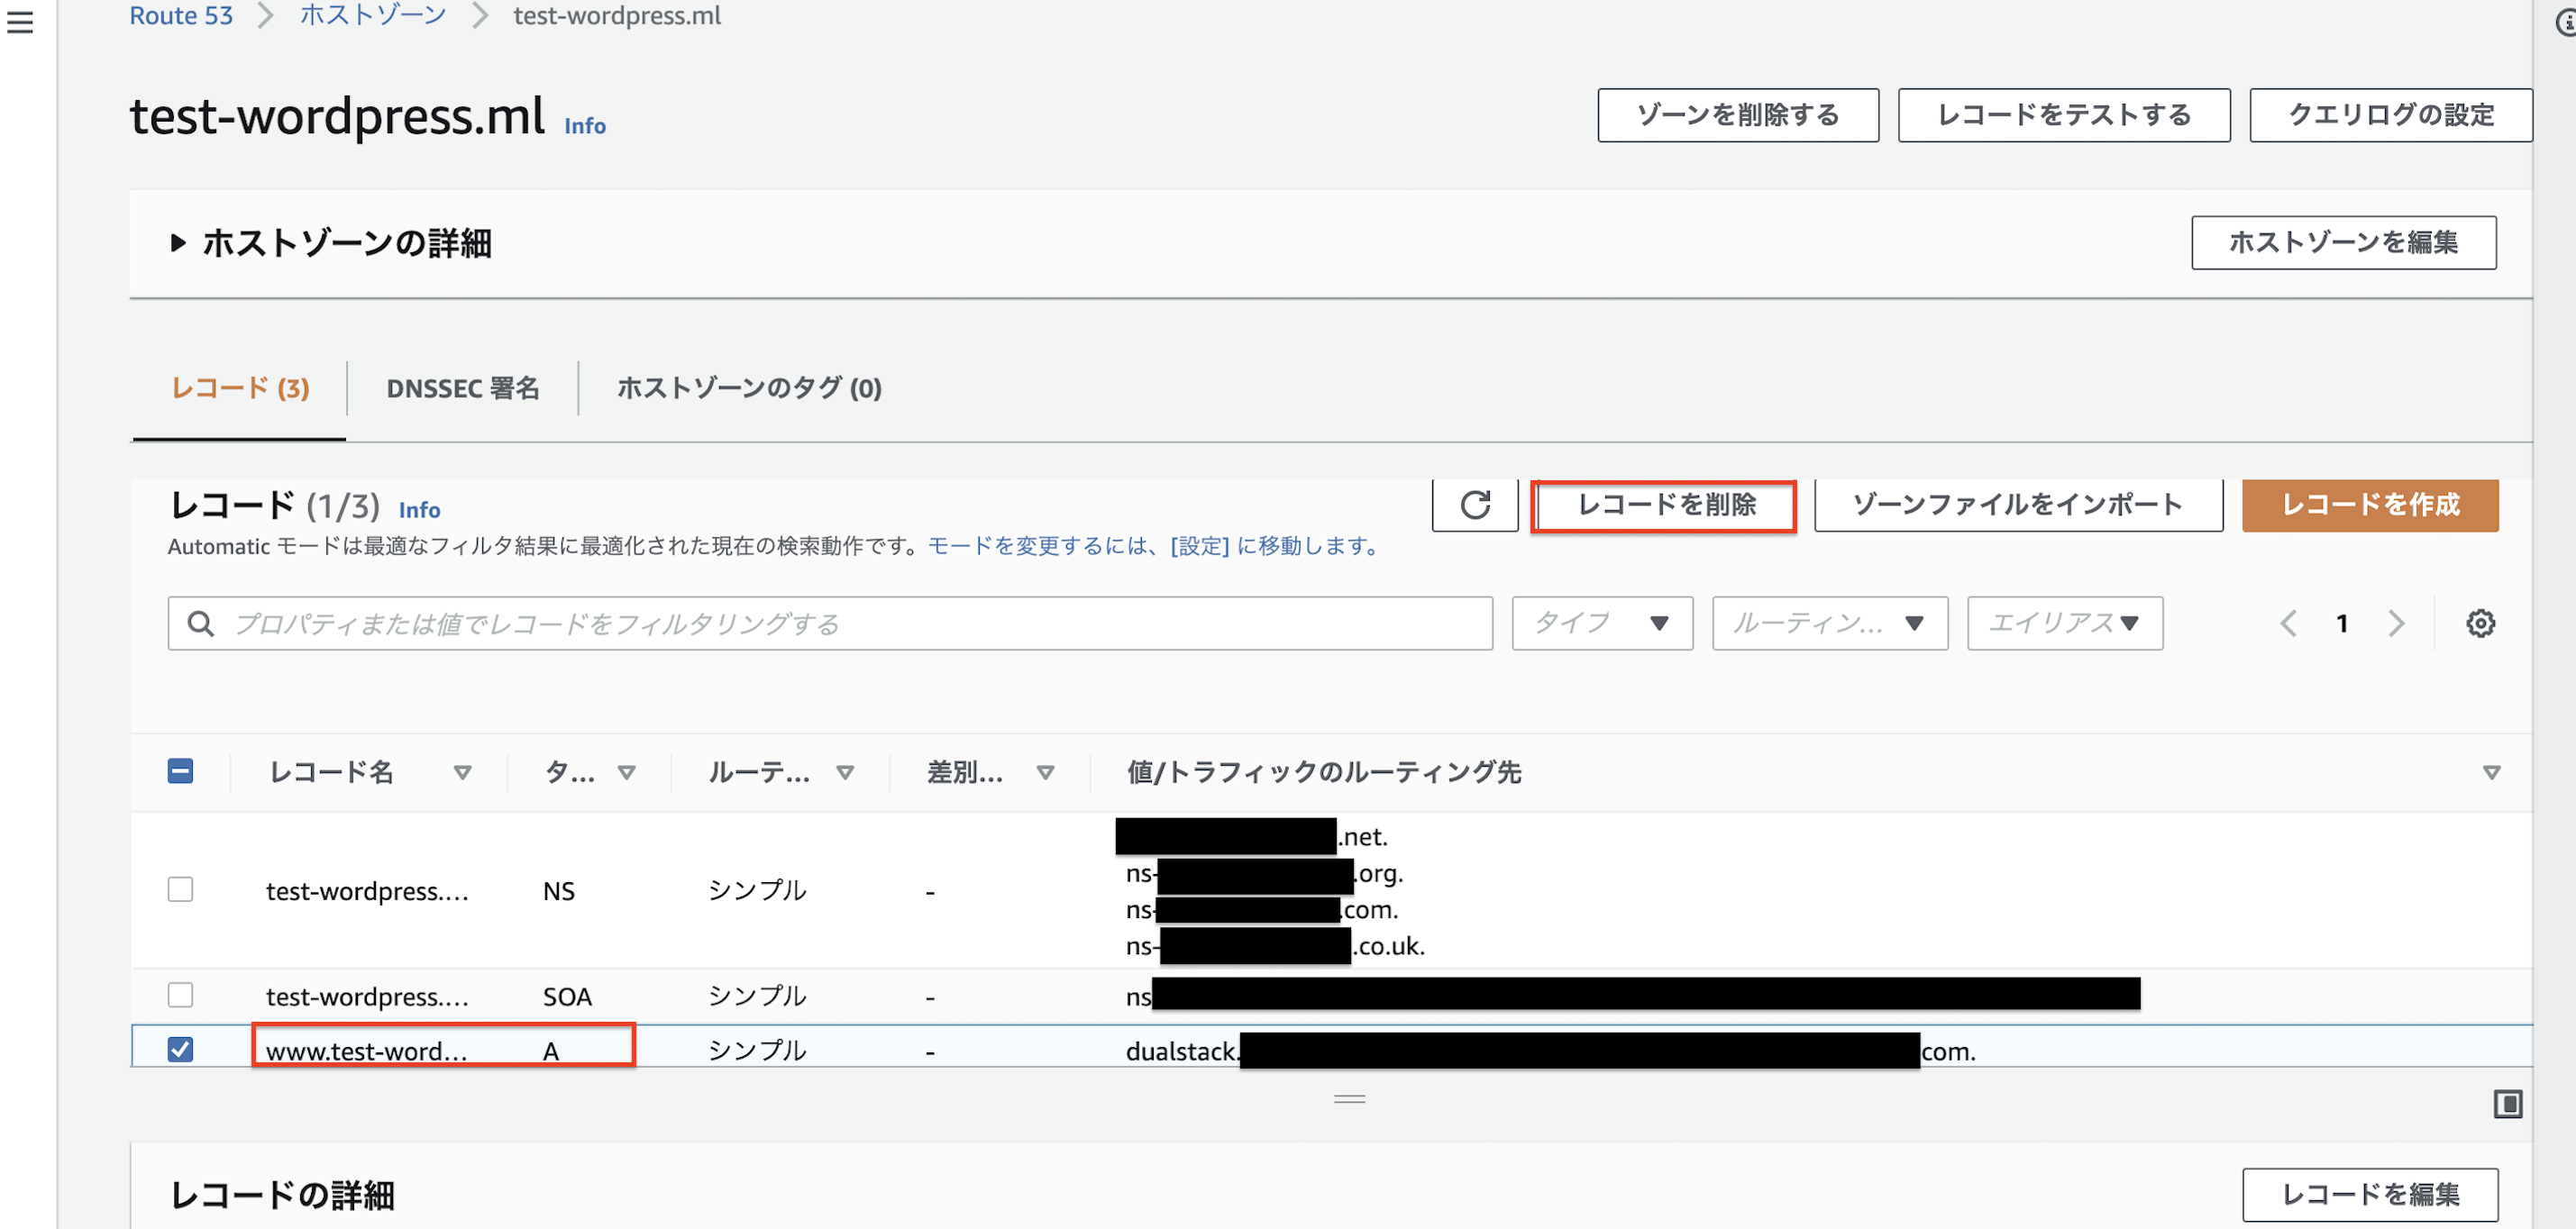 Route 53 > ホストゾーン > test-wordpress.ml
test-wordpress.ml Info
ゾーンを削除する レコードをテストする クエリログの設定
▶ ホストゾーンの詳細 ホストゾーンを編集
レコード (3) DNSSEC 署名 ホストゾーンのタグ (0)
レコード (1/3) Info レコードを削除 ゾーンファイルをインポート レコードを作成
Automatic モードは最適なフィルタ結果に最適化された現在の検索動作です。モードを変更するには、[設定] に移動します。
プロパティまたは値でレコードをフィルタリングする タイプ ルーティン... エイリアス 1
レコード名 タ... ルーテ... 差別... 値/トラフィックのルーティング先
.net.
test-wordpress.... NS シンプル - ns- .org.
ns- .com.
ns- .co.uk.
test-wordpress.... SOA シンプル - ns
www.test-word... A シンプル - dualstack. com.
レコードの詳細 レコードを編集